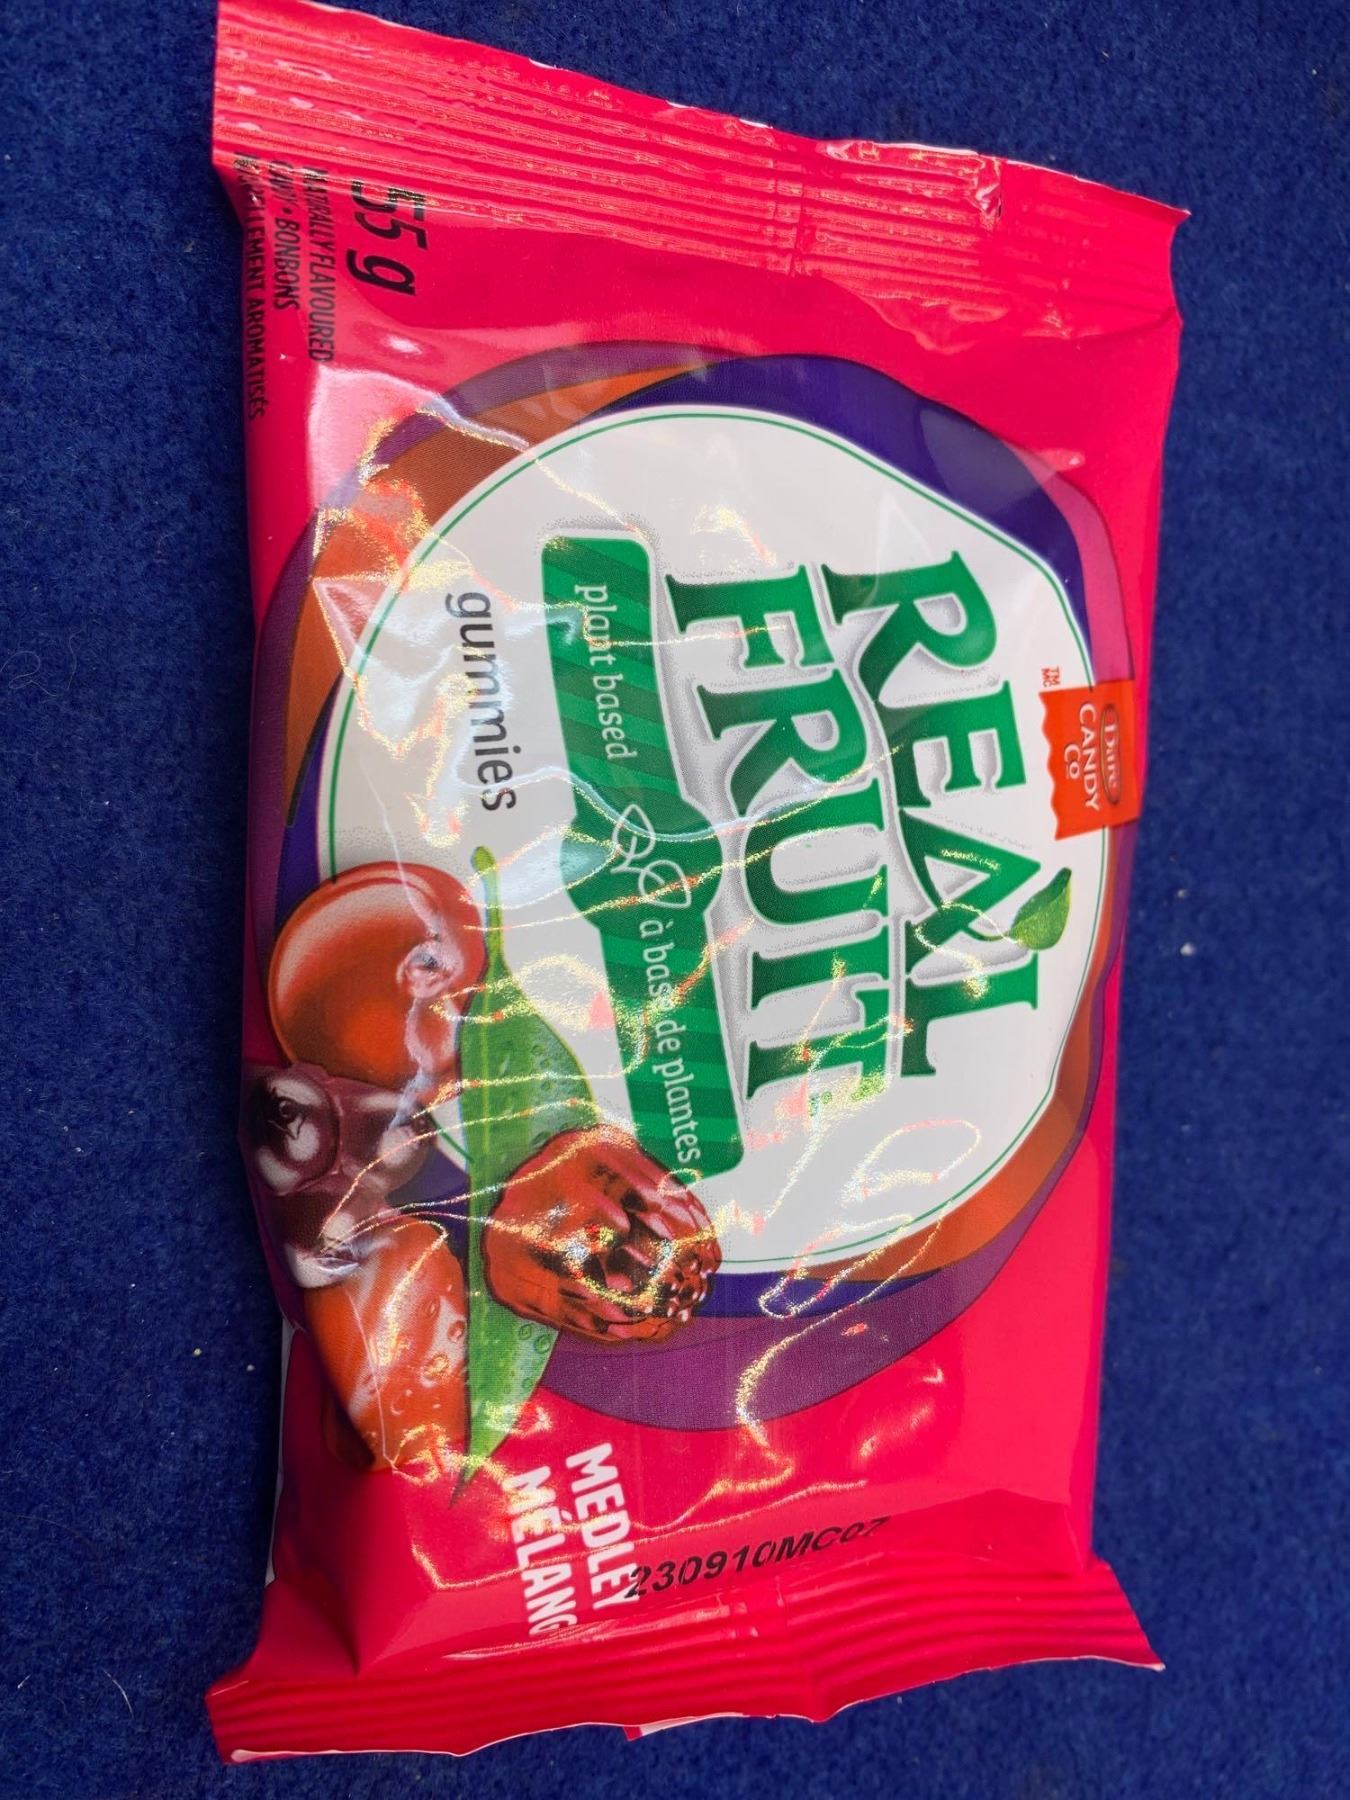 Dare
CANDY
Co
REAL
FRUIT
plant based à base de plantes
gummies
55 g
NATURALLY FLAVOURED
CANDY • BONBONS
AROMATISÉS
MEDLEY
MÉLANG
230910MC07